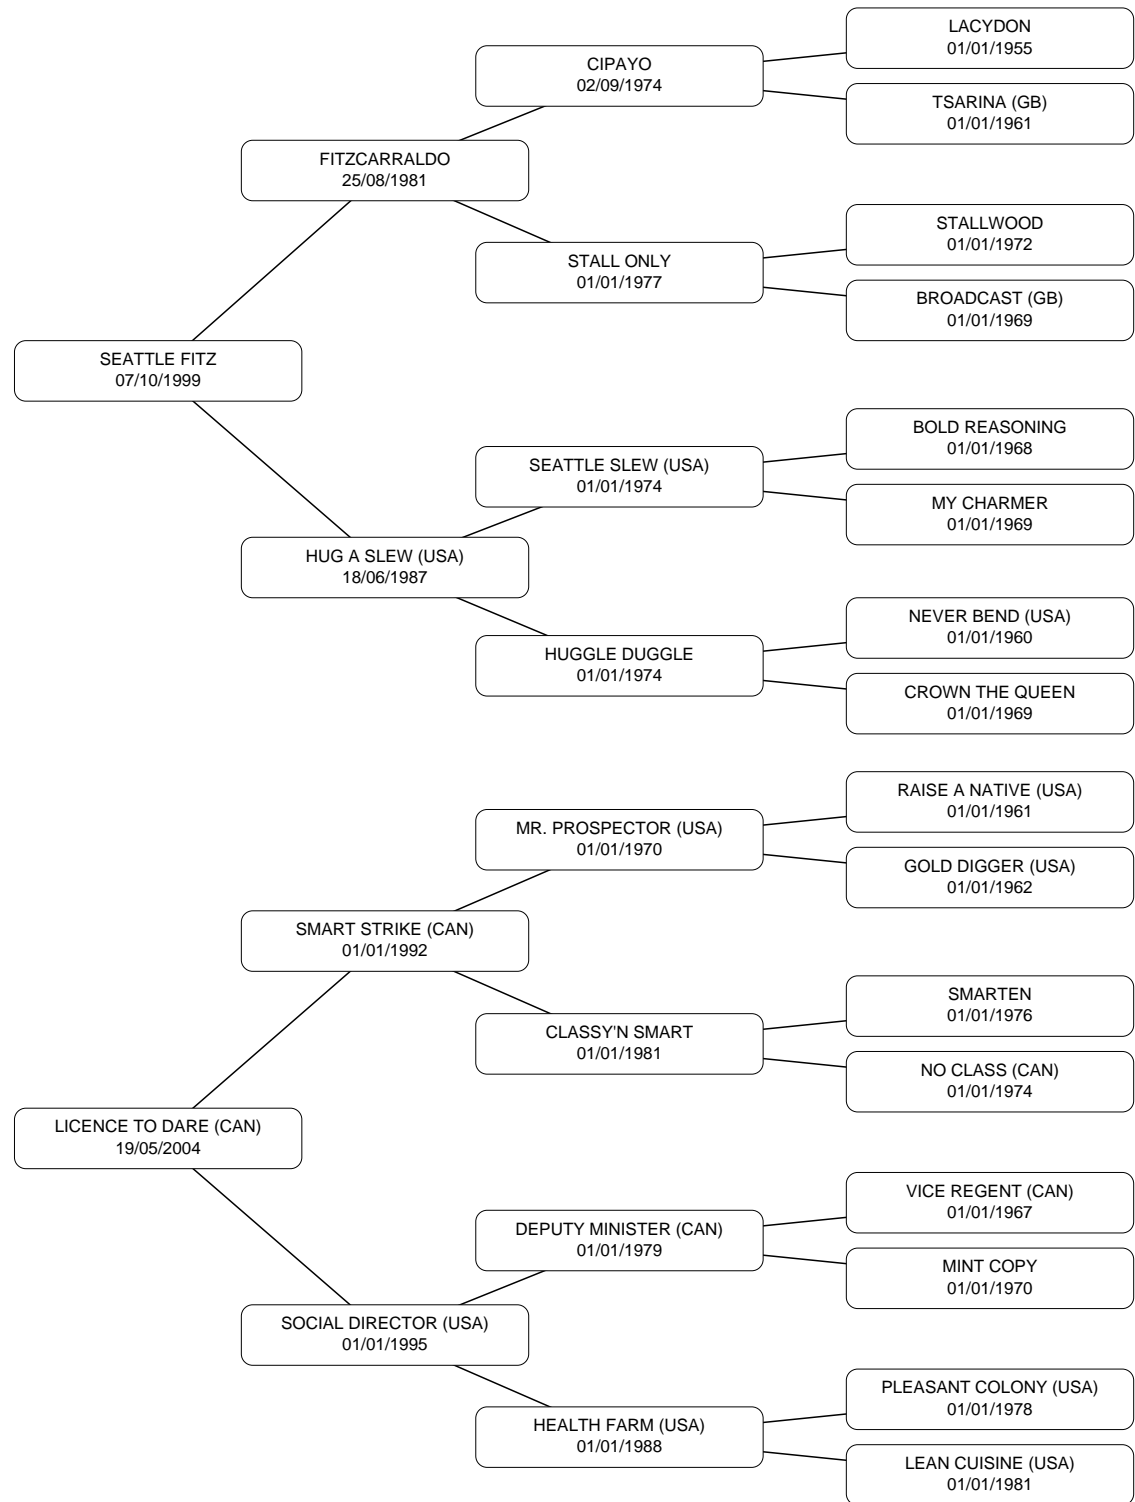 LACYDON
01/01/1955
CIPAYO
02/09/1974
TSARINA (GB)
01/01/1961
FITZCARRALDO
25/08/1981
STALLWOOD
01/01/1972
STALL ONLY
01/01/1977
BROADCAST (GB)
01/01/1969
SEATTLE FITZ
07/10/1999
BOLD REASONING
01/01/1968
SEATTLE SLEW (USA)
01/01/1974
MY CHARMER
01/01/1969
HUG A SLEW (USA)
18/06/1987
NEVER BEND (USA)
01/01/1960
HUGGLE DUGGLE
01/01/1974
CROWN THE QUEEN
01/01/1969
RAISE A NATIVE (USA)
01/01/1961
MR. PROSPECTOR (USA)
01/01/1970
GOLD DIGGER (USA)
01/01/1962
SMART STRIKE (CAN)
01/01/1992
SMARTEN
01/01/1976
CLASSY'N SMART
01/01/1981
NO CLASS (CAN)
01/01/1974
LICENCE TO DARE (CAN)
19/05/2004
VICE REGENT (CAN)
01/01/1967
DEPUTY MINISTER (CAN)
01/01/1979
MINT COPY
01/01/1970
SOCIAL DIRECTOR (USA)
01/01/1995
PLEASANT COLONY (USA)
01/01/1978
HEALTH FARM (USA)
01/01/1988
LEAN CUISINE (USA)
01/01/1981